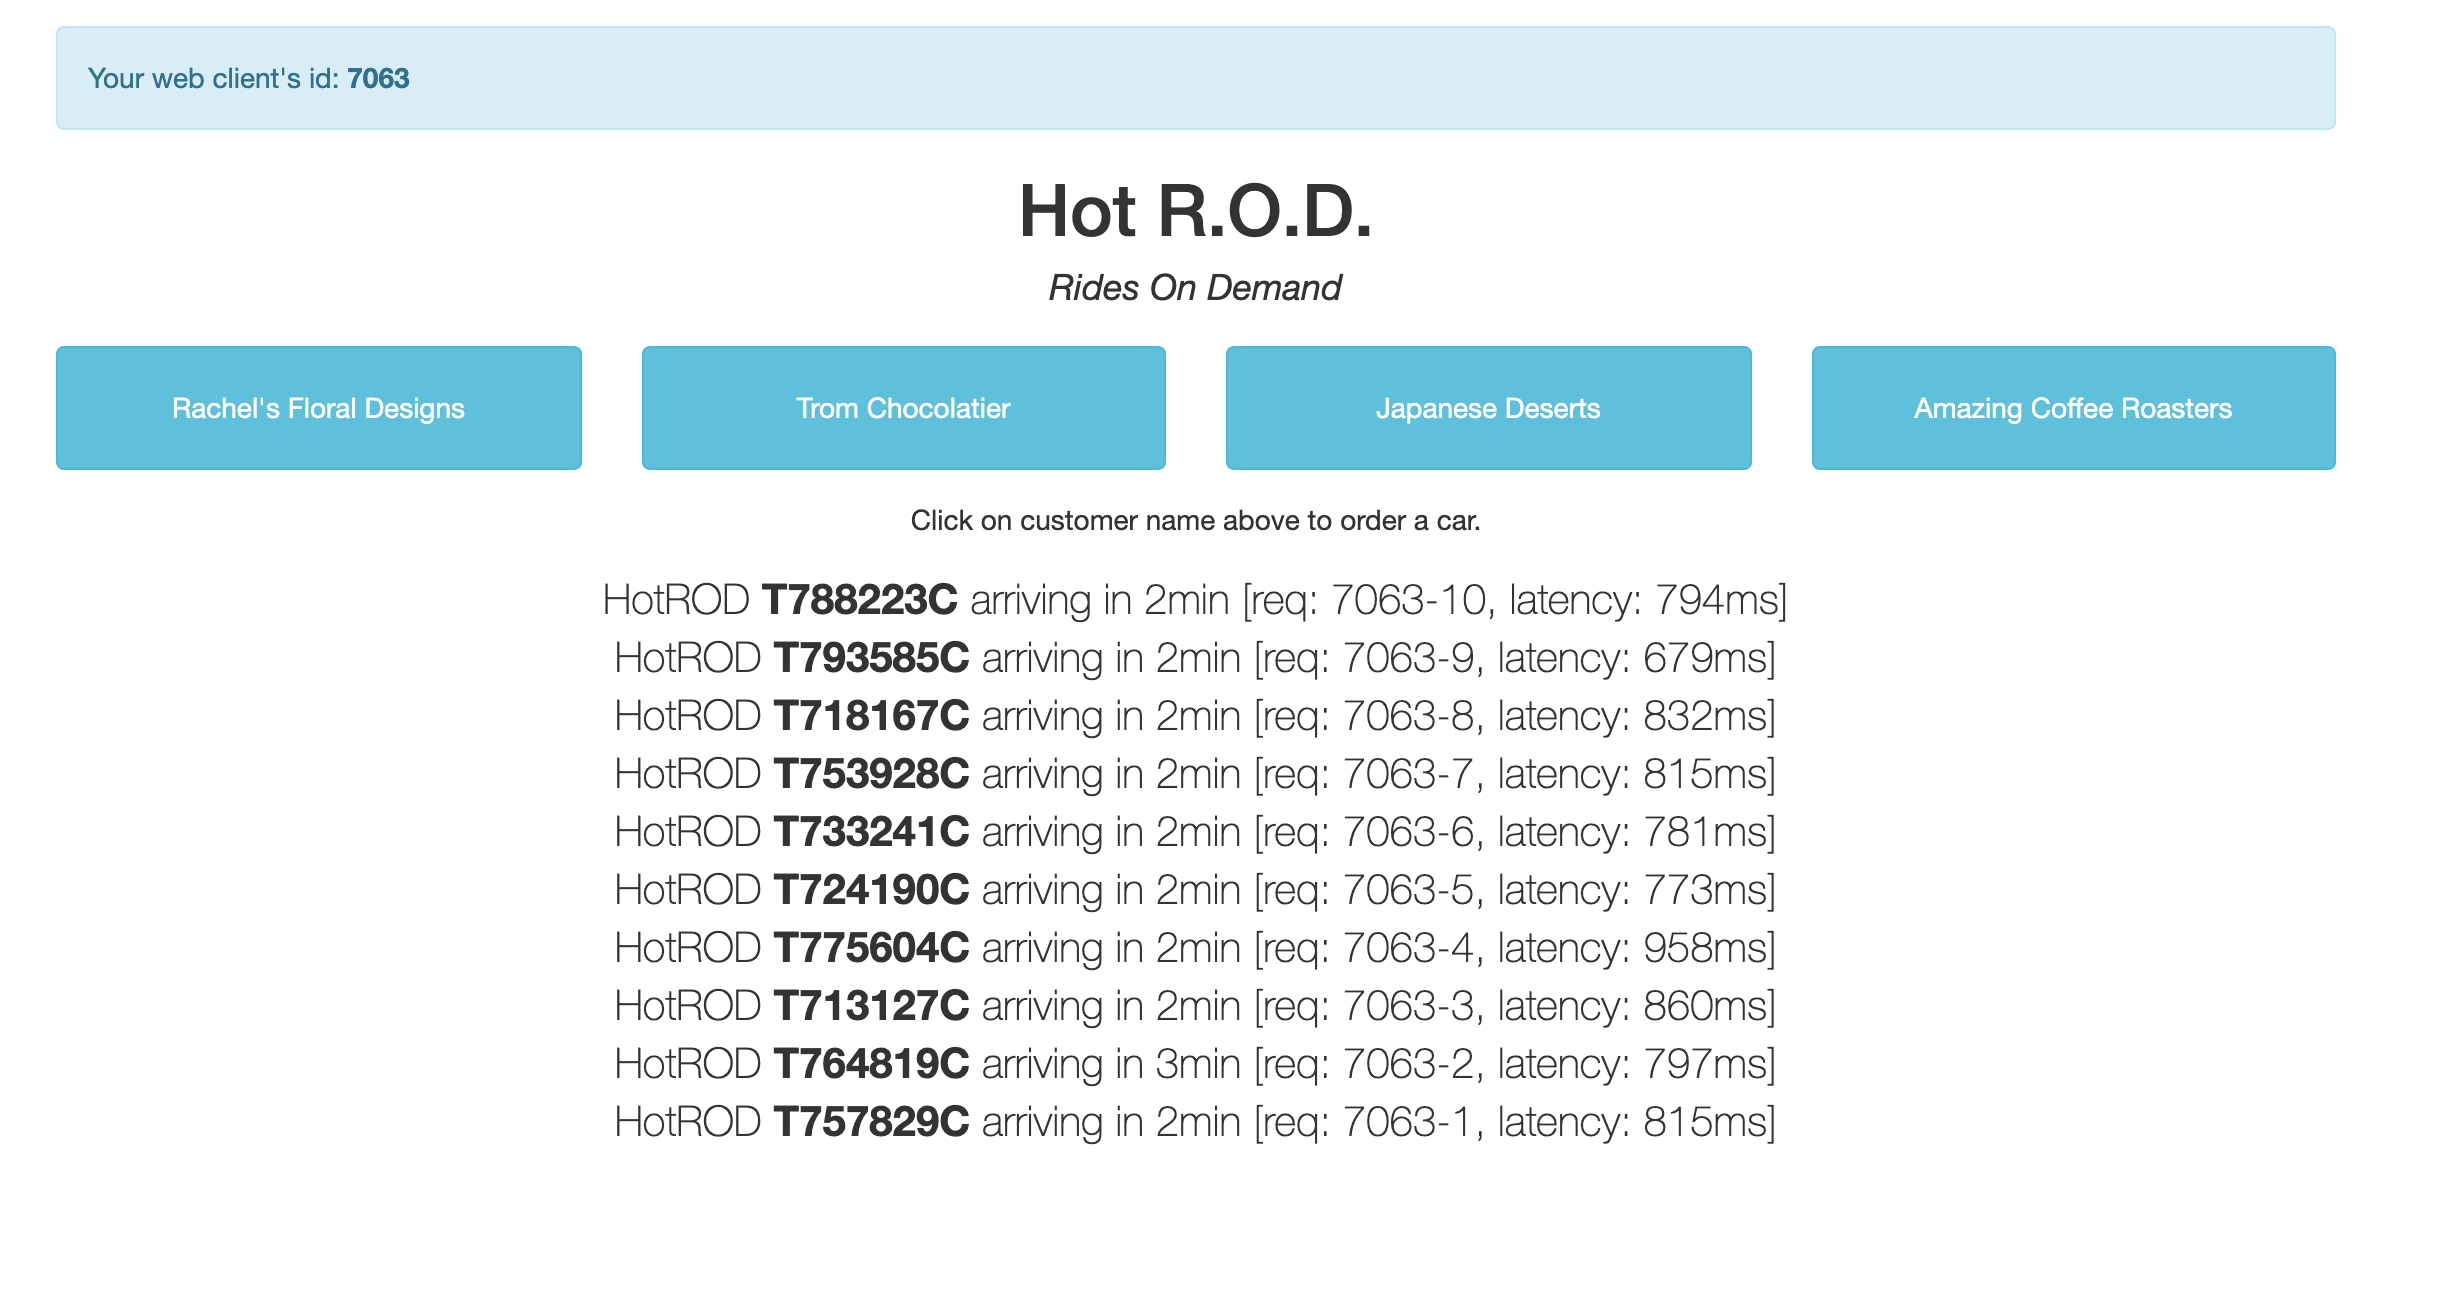 Your web client's id: 7063
Hot R.O.D.
Rides On Demand
Rachel's Floral Designs
Trom Chocolatier
Japanese Deserts
Amazing Coffee Roasters
Click on customer name above to order a car.
HotROD T788223C arriving in 2min [req: 7063-10, latency: 794ms]
HotROD T793585C arriving in 2min [req: 7063-9, latency: 679ms]
HotROD T718167C arriving in 2min [req: 7063-8, latency: 832ms]
HotROD T753928C arriving in 2min [req: 7063-7, latency: 815ms]
HotROD T733241C arriving in 2min [req: 7063-6, latency: 781ms]
HotROD T724190C arriving in 2min [req: 7063-5, latency: 773ms]
HotROD T775604C arriving in 2min [req: 7063-4, latency: 958ms]
HotROD T713127C arriving in 2min [req: 7063-3, latency: 860ms]
HotROD T764819C arriving in 3min [req: 7063-2, latency: 797ms]
HotROD T757829C arriving in 2min [req: 7063-1, latency: 815ms]